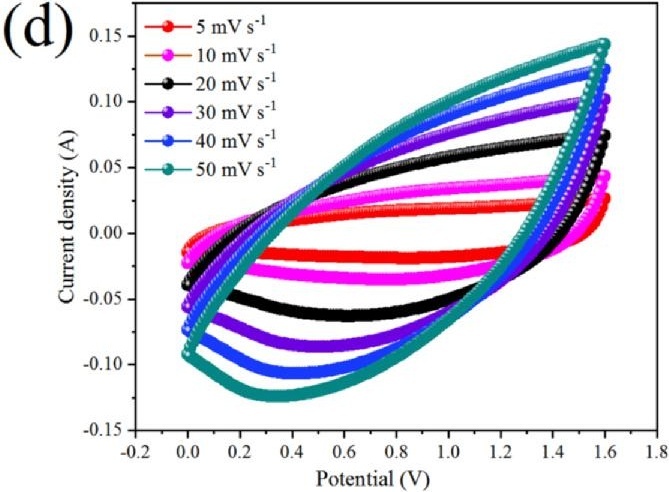 (d)
5 mV s⁻¹
10 mV s⁻¹
20 mV s⁻¹
30 mV s⁻¹
40 mV s⁻¹
50 mV s⁻¹
Current density (A)
0.15
0.10
0.05
0.00
-0.05
-0.10
-0.15
-0.2 0.0 0.2 0.4 0.6 0.8 1.0 1.2 1.4 1.6 1.8
Potential (V)